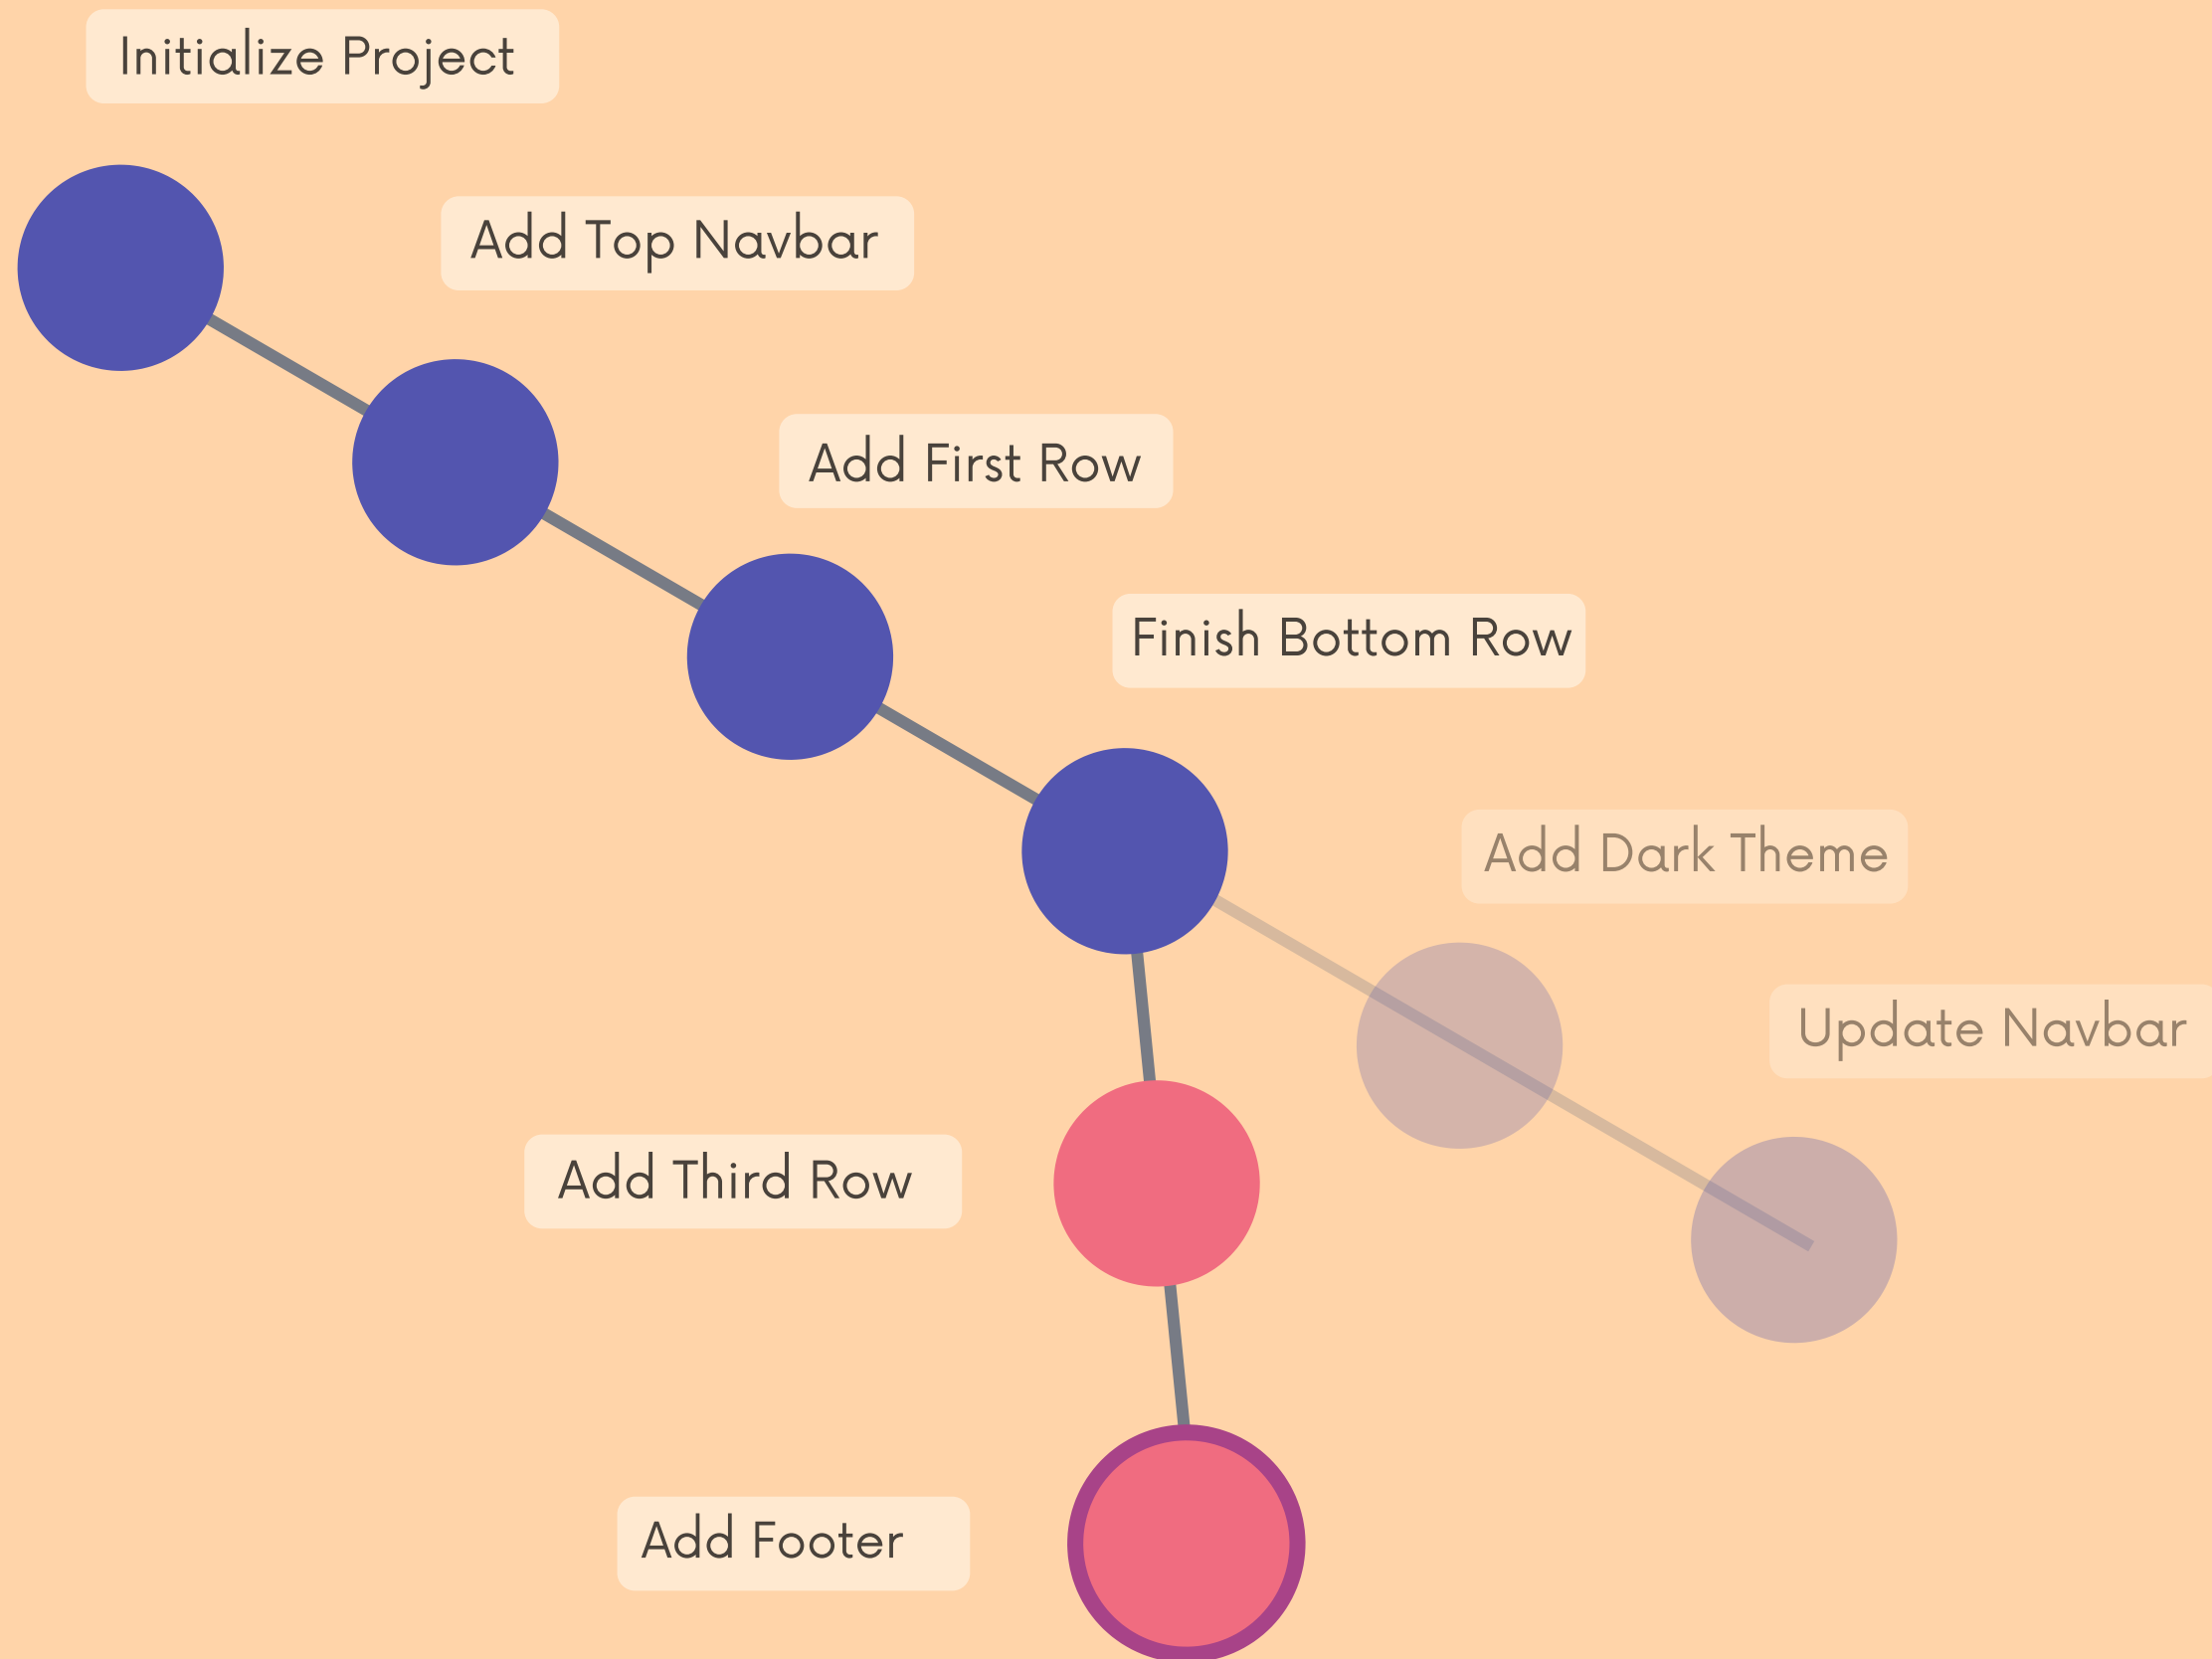 Initialize Project
Add Top Navbar
Add First Row
Finish Bottom Row
Add Dark Theme
Update Navbar
Add Third Row
Add Footer